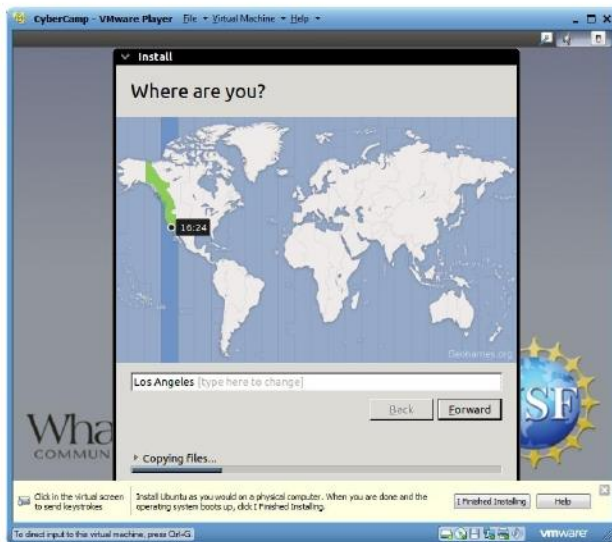 CyberCamp - VMware Player File Virtual Machine Help
Install
Where are you?
16:24
Geonames.org
Los Angeles [type here to change]
Back Forward
Wha
COMMUN
SF
Copying files...
Click in the virtual screen
to send keystrokes
Install Ubuntu as you would on a physical computer. When you are done and the
operating system boots up, click I Finished Installing.
I Finished Installing
Help
To direct input to this virtual machine, press Ctrl+G.
vmware